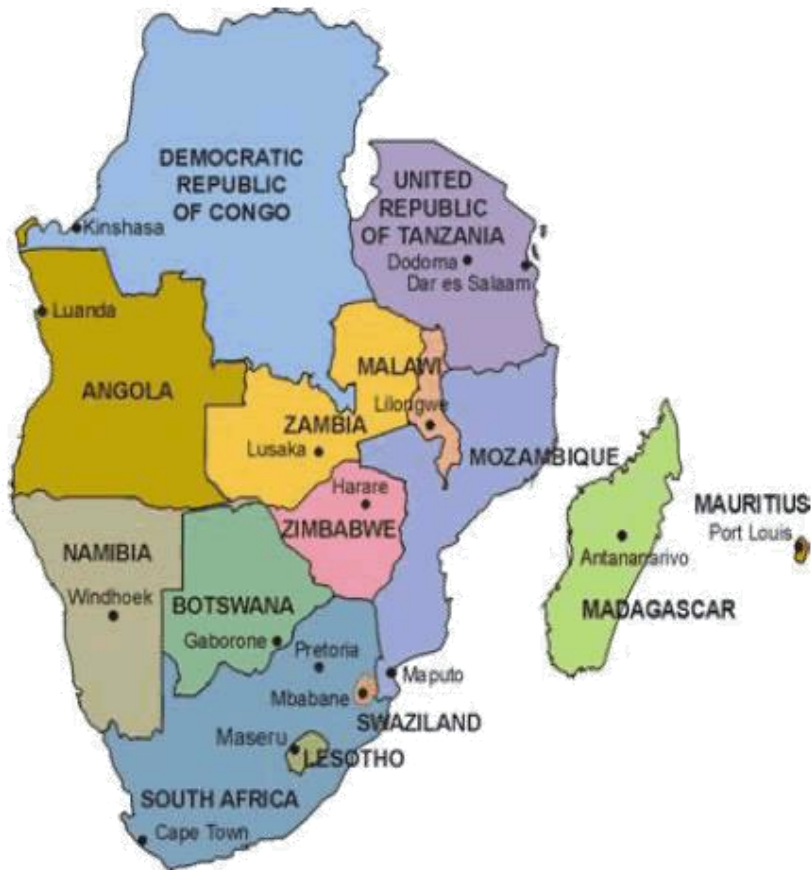 DEMOCRATIC
REPUBLIC
OF CONGO
Kinshasa
UNITED
REPUBLIC
OF TANZANIA
Dodoma
Dar es Salaam
Luanda
ANGOLA
MALAWI
Lilongwe
ZAMBIA
Lusaka
MOZAMBIQUE
Harare
ZIMBABWE
MAURITIUS
Port Louis
NAMIBIA
Windhoek
Antananarivo
MADAGASCAR
BOTSWANA
Gaborone
Pretoria
Maputo
Mbabane
SWAZILAND
Maseru
LESOTHO
SOUTH AFRICA
Cape Town